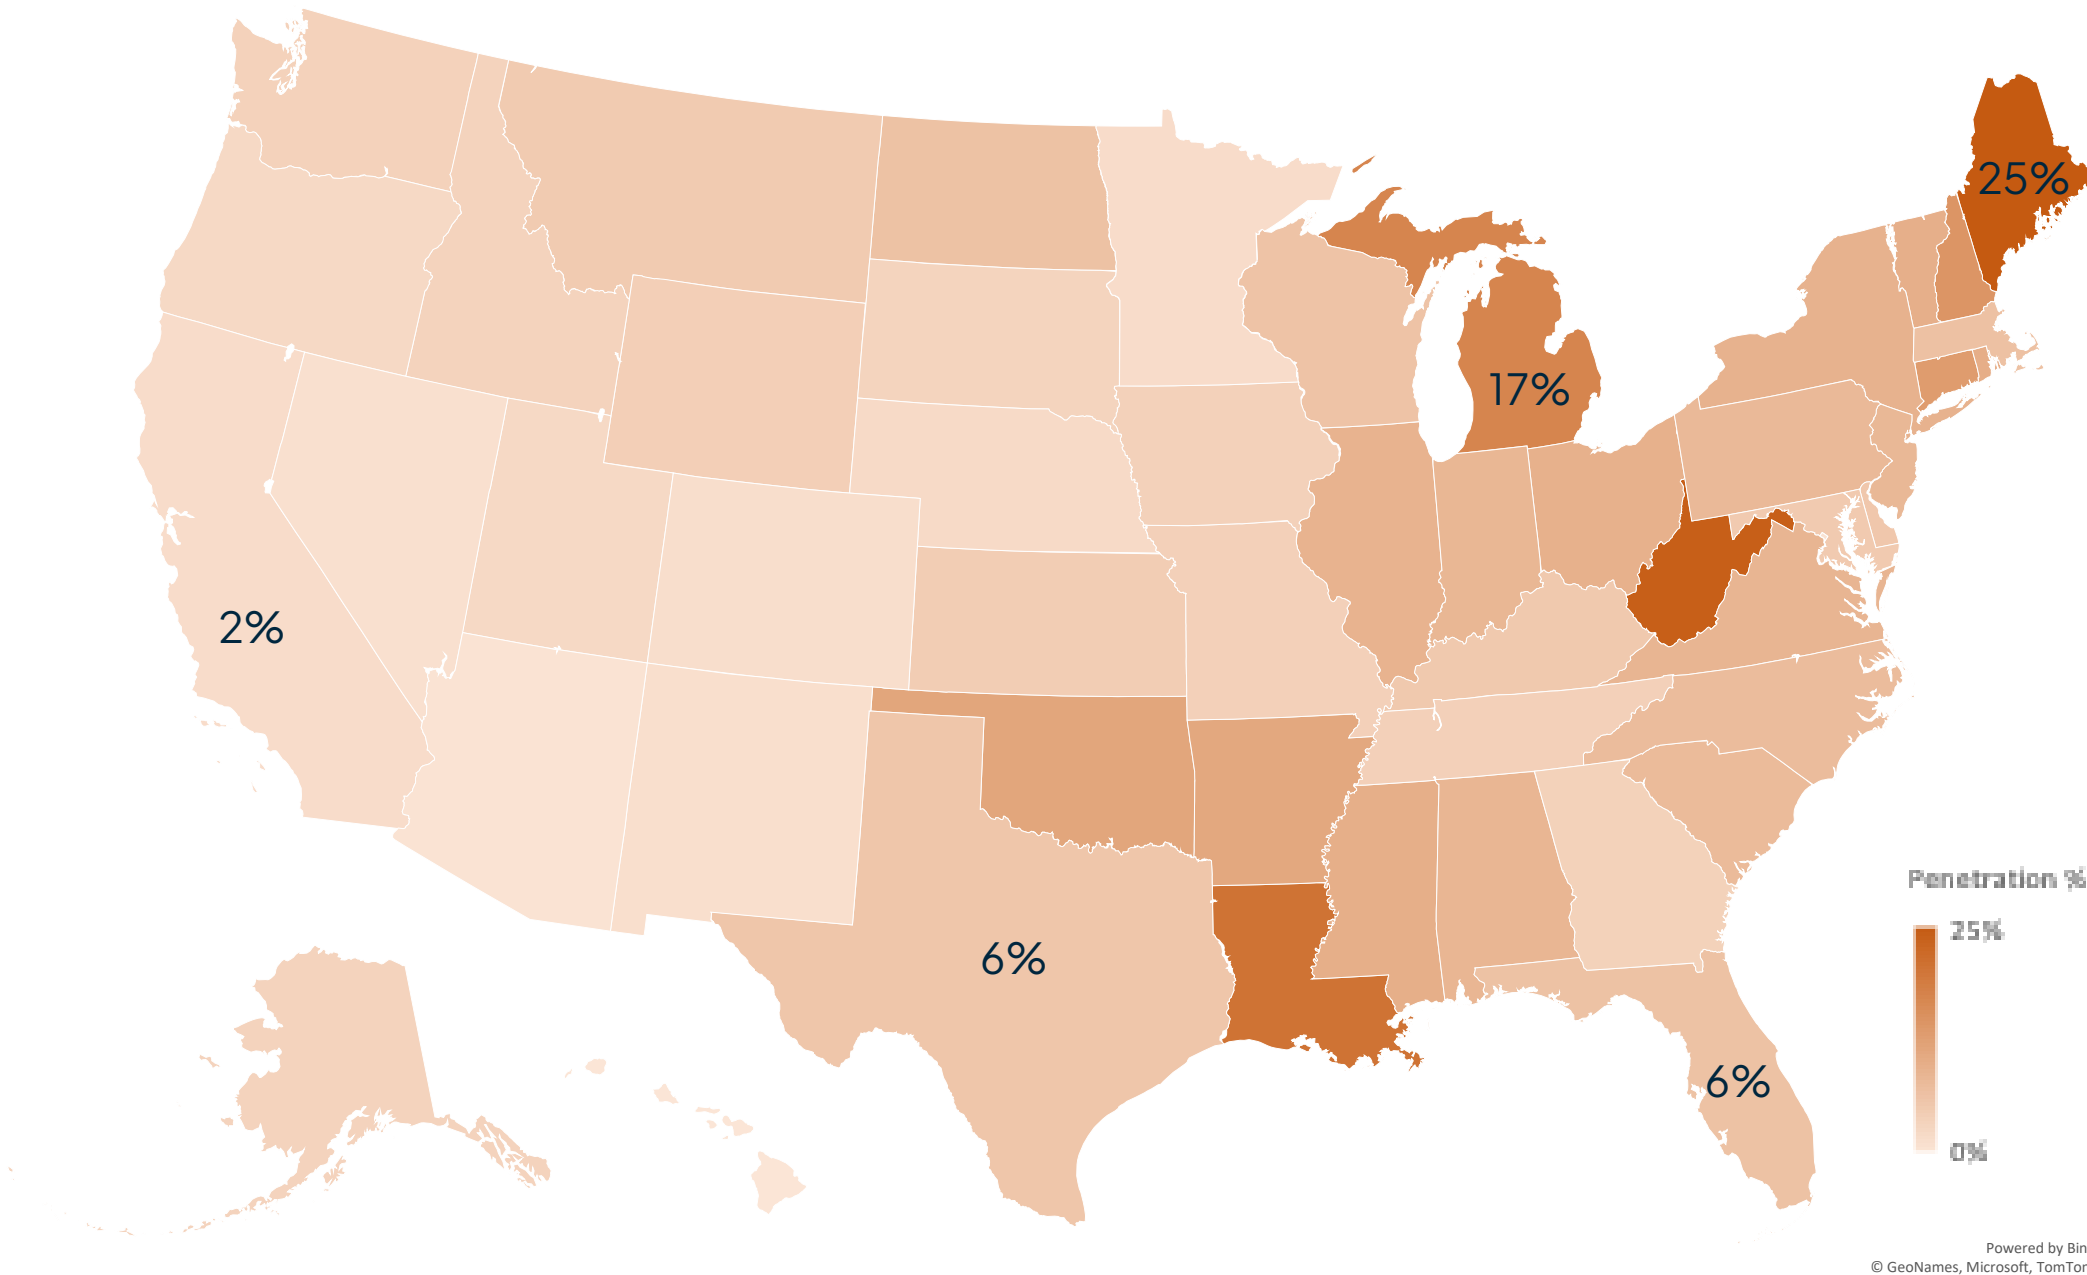 25%
17%
2%
6%
6%
Penetration %
25%
0%
Powered by Bin
© GeoNames, Microsoft, TomTor